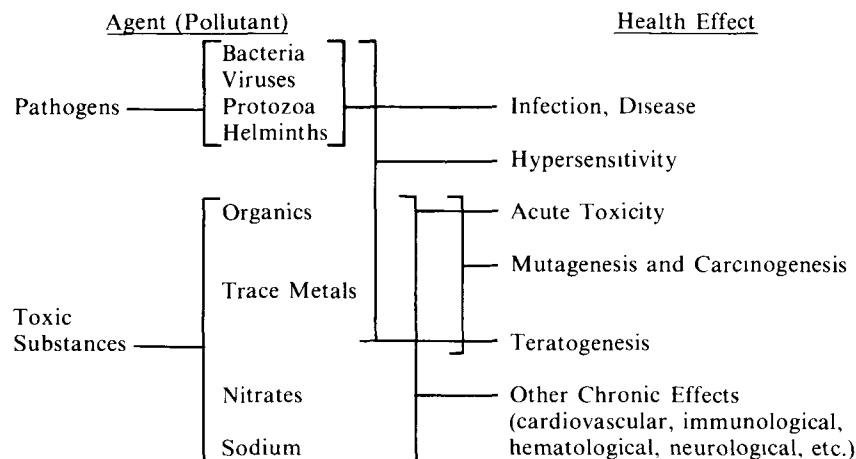 Agent (Pollutant)
Health Effect
Bacteria
Viruses
Pathogens
Protozoa
Helminths
Infection, Disease
Hypersensitivity
Organics
Acute Toxicity
Mutagenesis and Carcinogenesis
Trace Metals
Toxic
Substances
Teratogenesis
Nitrates
Other Chronic Effects
(cardiovascular, immunological,
Sodium
hematological, neurological, etc.)